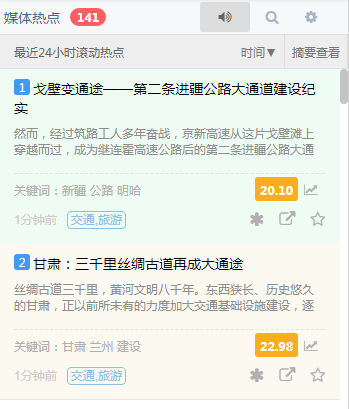 媒体热点 141
最近24小时滚动热点 时间▼ 摘要查看
1 戈壁变通途——第二条进疆公路大通道建设纪
实
然而，经过筑路工人多年奋战，京新高速从这片戈壁滩上
穿越而过，成为继连霍高速公路后的第二条进疆公路大通
关键词：新疆 公路 明哈 20.10
1分钟前 交通,旅游
2 甘肃：三千里丝绸古道再成大通途
丝绸古道三千里，黄河文明八千年。东西狭长、历史悠久
的甘肃，正以前所未有的力度加大交通基础设施建设，逐
关键词：甘肃 兰州 建设 22.98
1分钟前 交通,旅游